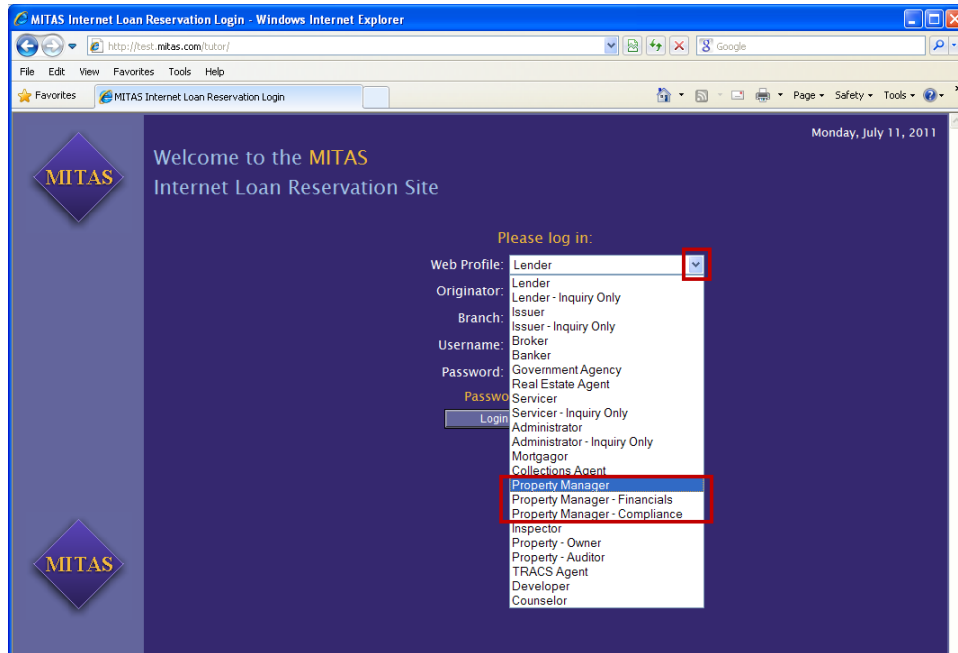 MITAS Internet Loan Reservation Login - Windows Internet Explorer
http://test.mitas.com/tutor/
Google
File Edit View Favorites Tools Help
Favorites
MITAS Internet Loan Reservation Login
Page Safety Tools
Monday, July 11, 2011
MITAS
Welcome to the MITAS
Internet Loan Reservation Site
Please log in:
Web Profile: Lender
Originator:
Branch:
Username:
Password:
Passwo
Login
Lender
Lender - Inquiry Only
Issuer
Issuer - Inquiry Only
Broker
Banker
Government Agency
Real Estate Agent
Servicer
Servicer - Inquiry Only
Administrator
Administrator - Inquiry Only
Mortgagor
Collections Agent
Property Manager
Property Manager - Financials
Property Manager - Compliance
Inspector
Property - Owner
Property - Auditor
TRACS Agent
Developer
Counselor
MITAS